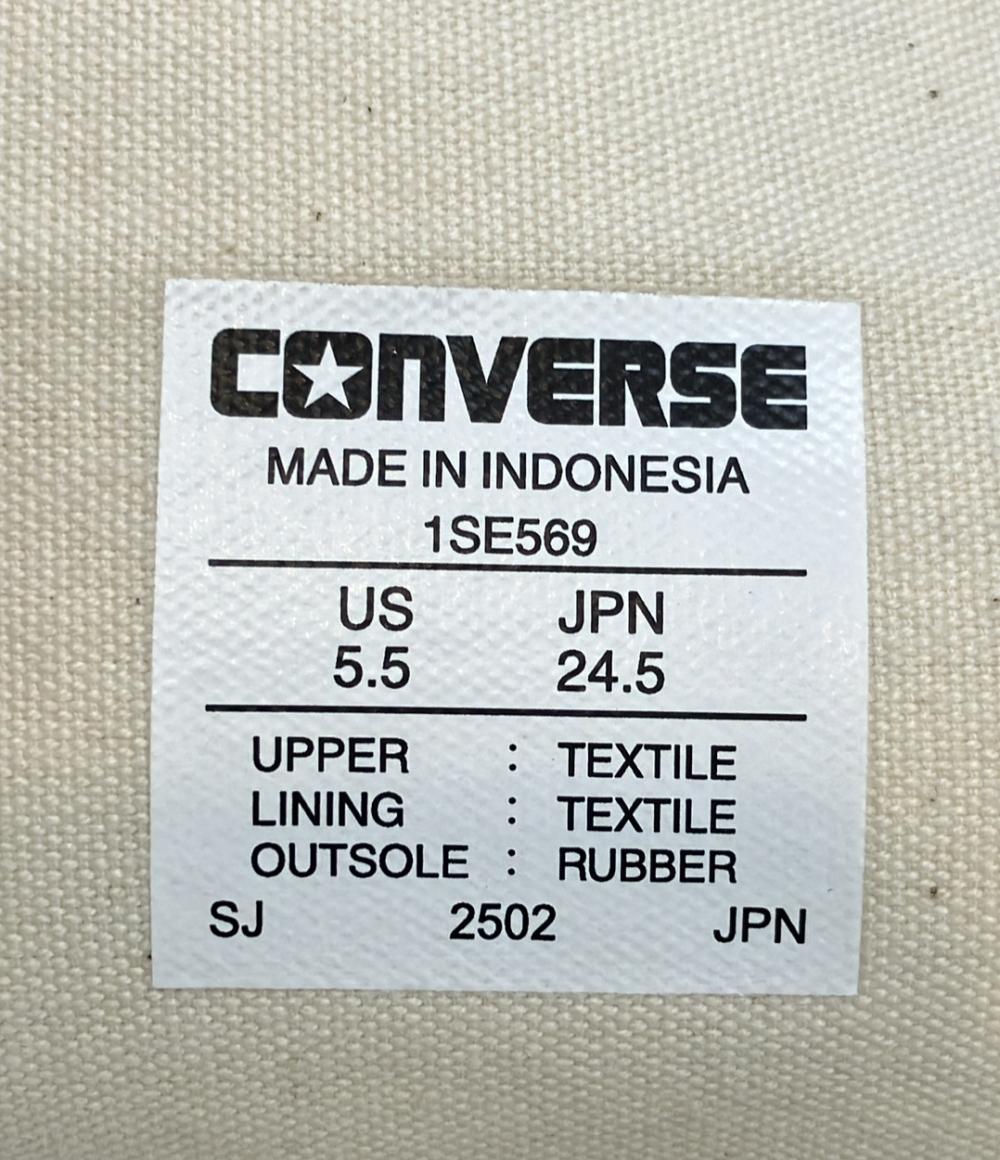 CONVERSE
MADE IN INDONESIA
1SE569
US JPN
5.5 24.5
UPPER : TEXTILE
LINING : TEXTILE
OUTSOLE : RUBBER
SJ 2502 JPN